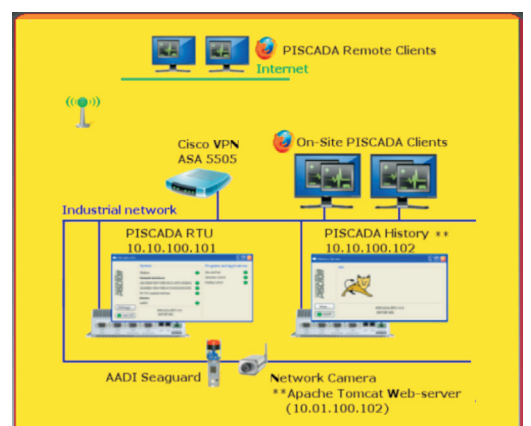 PISCADA Remote Clients
Internet
Cisco VPN
ASA 5505
On-Site PISCADA Clients
Industrial network
PISCADA RTU
10.10.100.101
PISCADA History **
10.10.100.102
AADI Seaguard
Network Camera
**Apache Tomcat Web-server
(10.01.100.102)